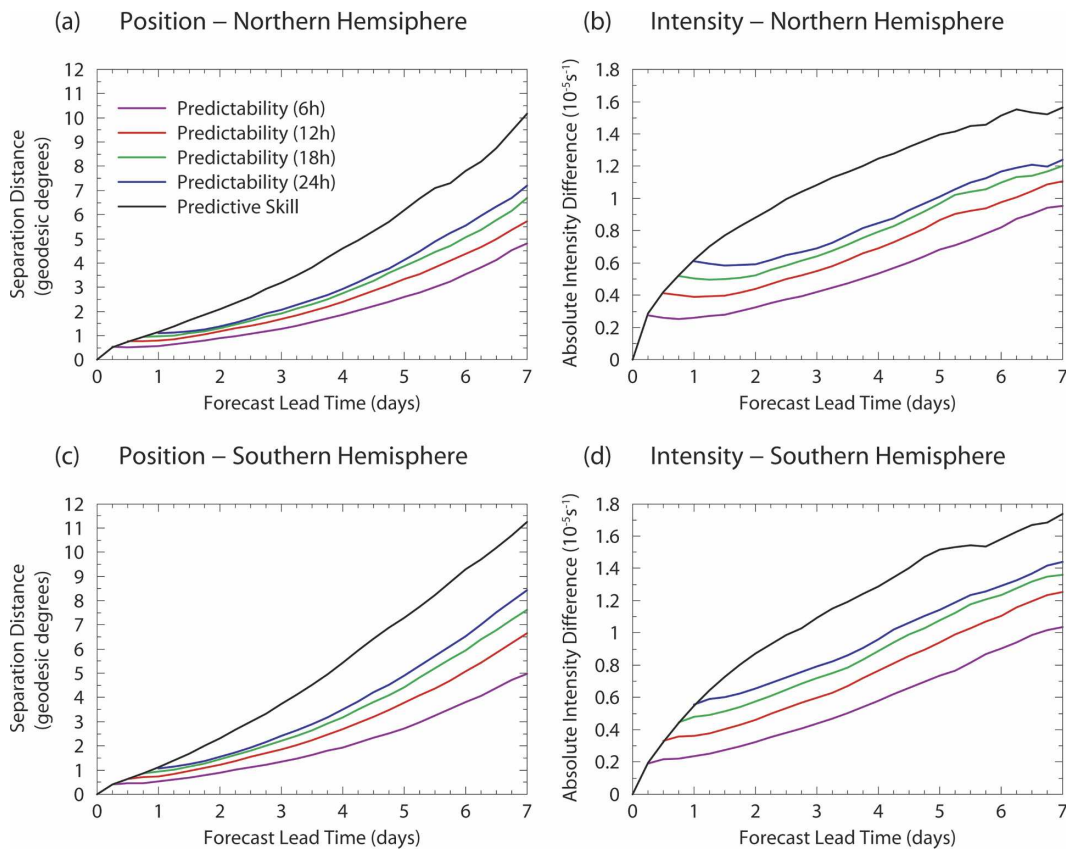 (a) Position – Northern Hemsiphere
12
11
10
9
8
7
6
5
4
3
2
1
0
Separation Distance
(geodesic degrees)
Predictability (6h)
Predictability (12h)
Predictability (18h)
Predictability (24h)
Predictive Skill
0 1 2 3 4 5 6 7
Forecast Lead Time (days)
(b) Intensity – Northern Hemisphere
1.8
1.6
1.4
1.2
1
0.8
0.6
0.4
0.2
0
Absolute Intensity Difference (10⁻⁵s⁻¹)
0 1 2 3 4 5 6 7
Forecast Lead Time (days)
(c) Position – Southern Hemisphere
12
11
10
9
8
7
6
5
4
3
2
1
0
Separation Distance
(geodesic degrees)
0 1 2 3 4 5 6 7
Forecast Lead Time (days)
(d) Intensity – Southern Hemisphere
1.8
1.6
1.4
1.2
1
0.8
0.6
0.4
0.2
0
Absolute Intensity Difference (10⁻⁵s⁻¹)
0 1 2 3 4 5 6 7
Forecast Lead Time (days)